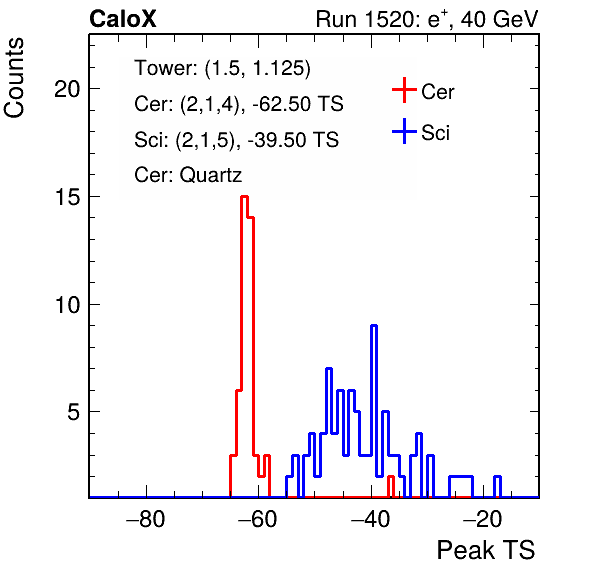 CaloX Run 1520: e⁺, 40 GeV
Counts
Tower: (1.5, 1.125)
Cer: (2,1,4), -62.50 TS
Sci: (2,1,5), -39.50 TS
Cer: Quartz
Cer
Sci
20
15
10
5
−80 −60 −40 −20
Peak TS